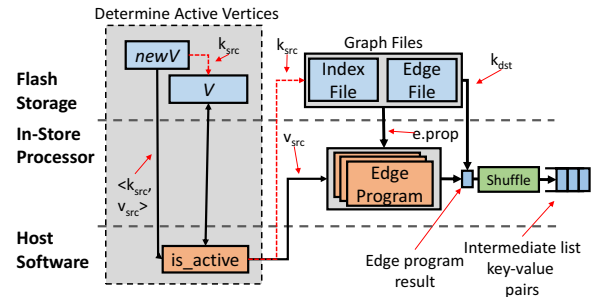 Determine Active Vertices
newV
k_src
V
k_src
Graph Files
Index
File
Edge
File
k_dst
Flash
Storage
In-Store
Processor
<k_src,
v_src>
v_src
e.prop
Edge
Program
Shuffle
Host
Software
is_active
Edge program
result
Intermediate list
key-value
pairs